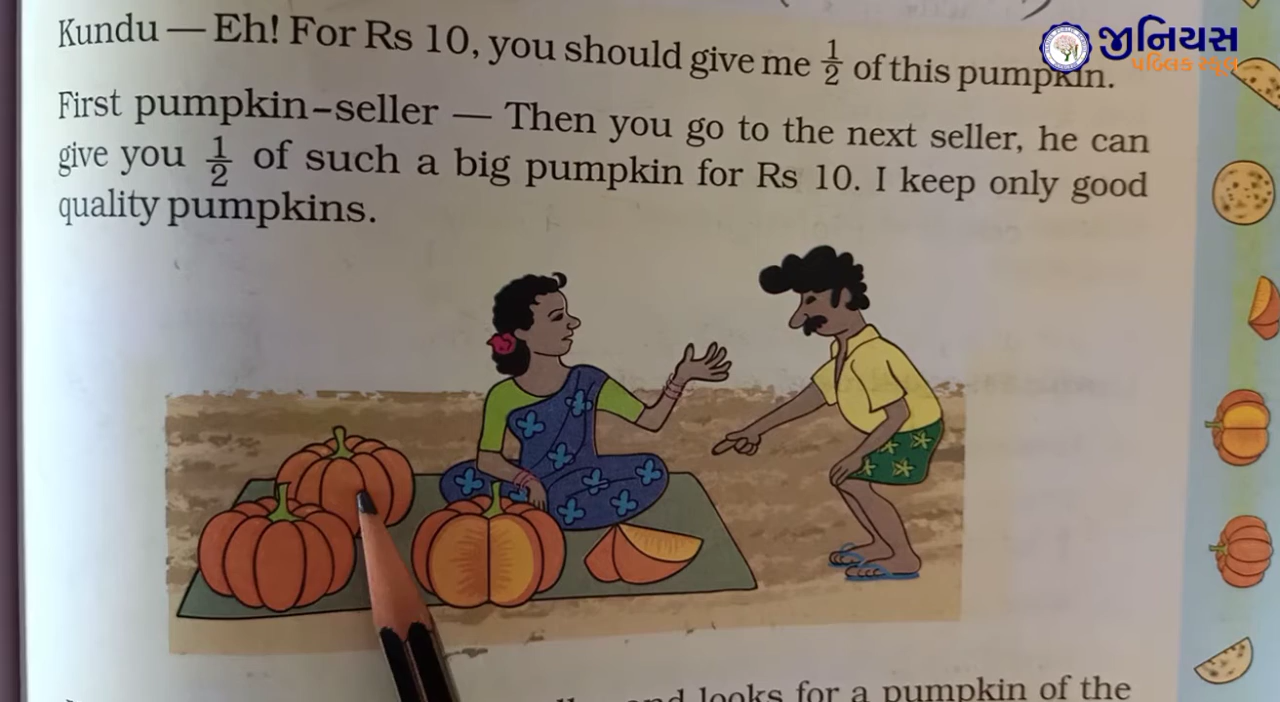 Kundu — Eh! For Rs 10, you should give me 1/2 of this pumpkin.
જીનિયસ
પબ્લિક સ્કૂલ
First pumpkin-seller — Then you go to the next seller, he can
give you 1/2 of such a big pumpkin for Rs 10. I keep only good
quality pumpkins.
and looks for a pumpkin of the